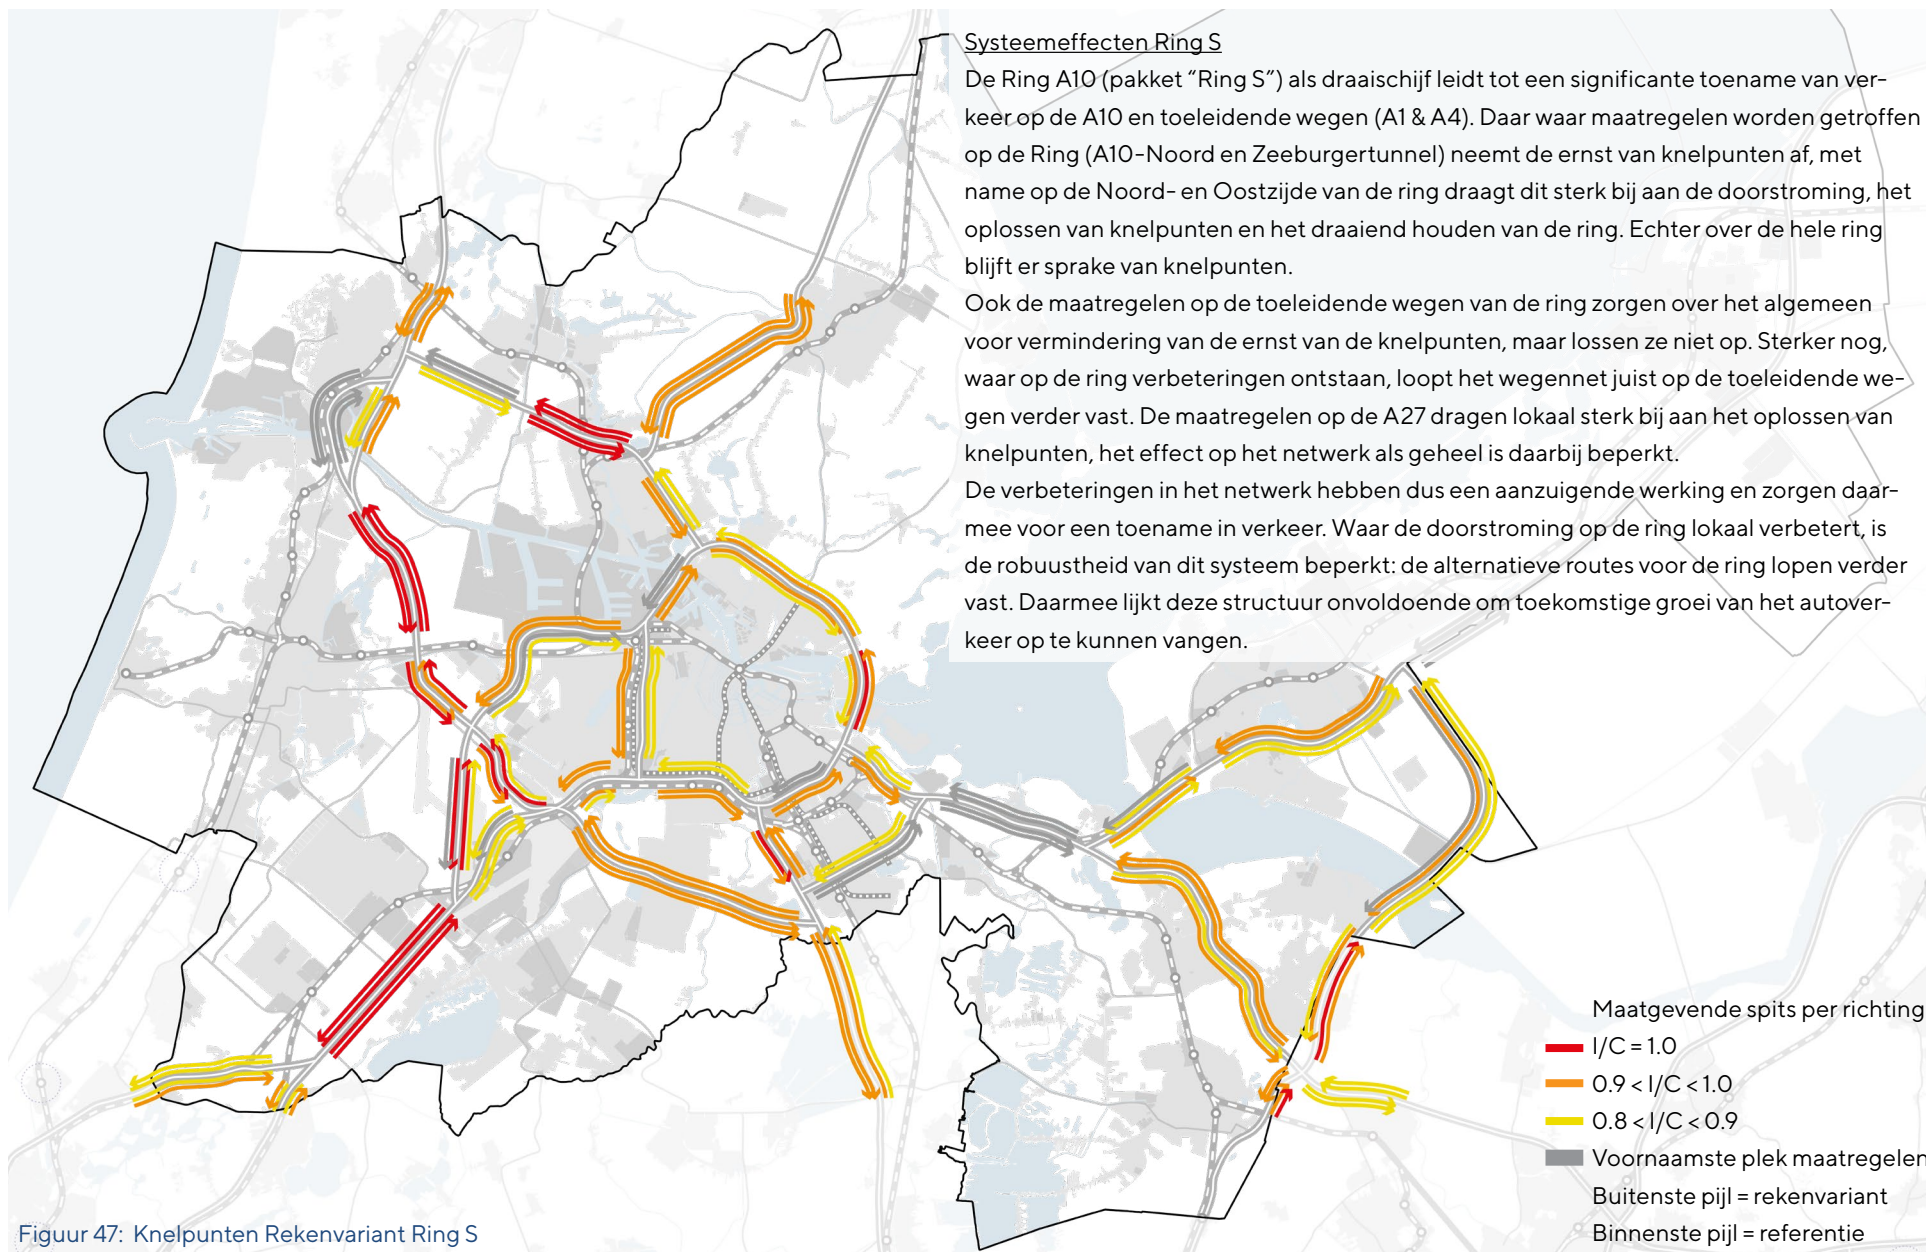 Systeemeffecten Ring S
De Ring A10 (pakket “Ring S”) als draaischijf leidt tot een significante toename van ver-
keer op de A10 en toeleidende wegen (A1 & A4). Daar waar maatregelen worden getroffen
op de Ring (A10-Noord en Zeeburgertunnel) neemt de ernst van knelpunten af, met
name op de Noord- en Oostzijde van de ring draagt dit sterk bij aan de doorstroming, het
oplossen van knelpunten en het draaiend houden van de ring. Echter over de hele ring
blijft er sprake van knelpunten.
Ook de maatregelen op de toeleidende wegen van de ring zorgen over het algemeen
voor vermindering van de ernst van de knelpunten, maar lossen ze niet op. Sterker nog,
waar op de ring verbeteringen ontstaan, loopt het wegennet juist op de toeleidende we-
gen verder vast. De maatregelen op de A27 dragen lokaal sterk bij aan het oplossen van
knelpunten, het effect op het netwerk als geheel is daarbij beperkt.
De verbeteringen in het netwerk hebben dus een aanzuigende werking en zorgen daar-
mee voor een toename in verkeer. Waar de doorstroming op de ring lokaal verbetert, is
de robuustheid van dit systeem beperkt: de alternatieve routes voor de ring lopen verder
vast. Daarmee lijkt deze structuur onvoldoende om toekomstige groei van het autover-
keer op te kunnen vangen.
Maatgevende spits per richting
I/C = 1.0
0.9 < I/C < 1.0
0.8 < I/C < 0.9
Voornaamste plek maatregelen
Buitenste pijl = rekenvariant
Binnenste pijl = referentie
Figuur 47: Knelpunten Rekenvariant Ring S